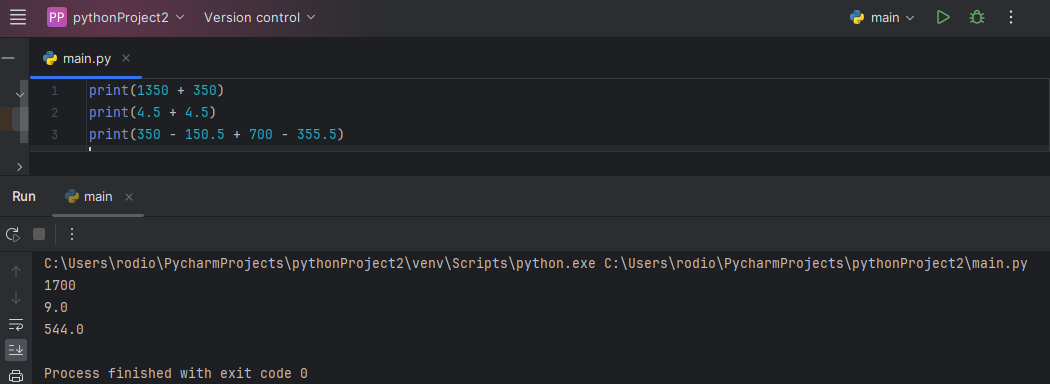 PP pythonProject2 Version control main
main.py
1 print(1350 + 350)
2 print(4.5 + 4.5)
3 print(350 - 150.5 + 700 - 355.5)
Run main
C:\Users\rodio\PycharmProjects\pythonProject2\venv\Scripts\python.exe C:\Users\rodio\PycharmProjects\pythonProject2\main.py
1700
9.0
544.0
Process finished with exit code 0